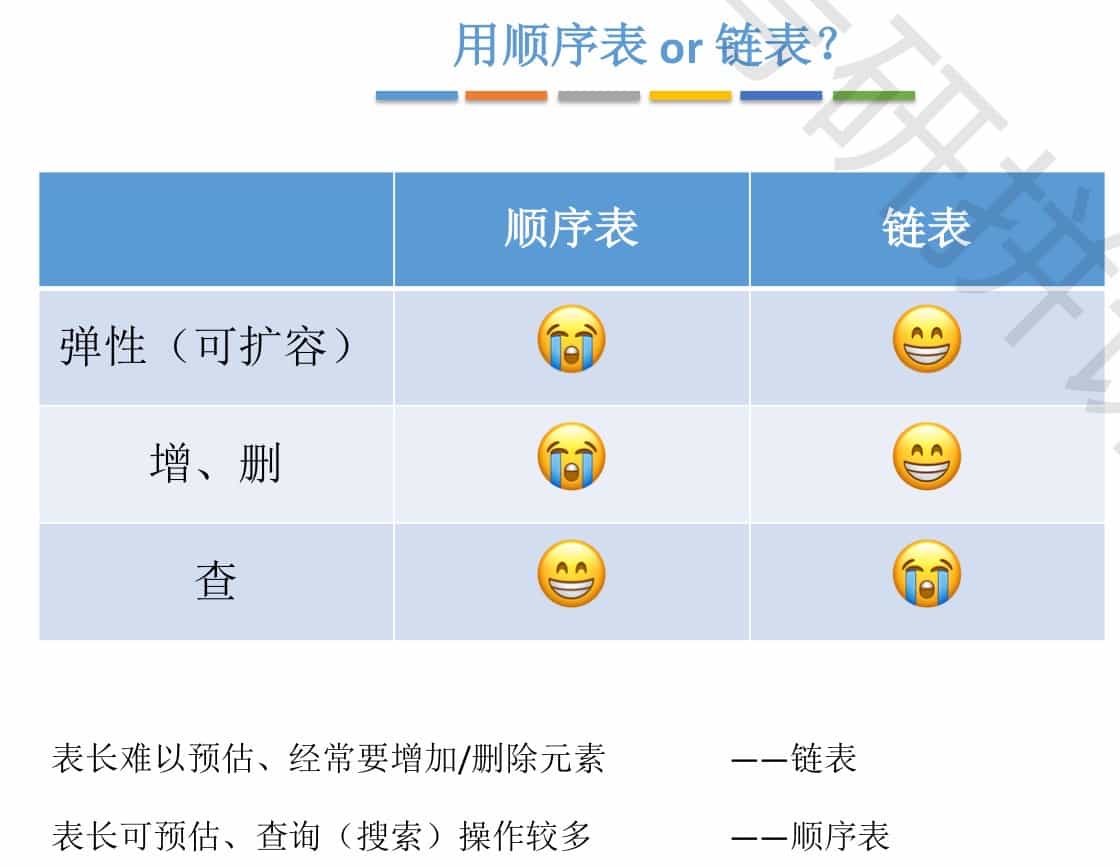 用顺序表 or 链表？
顺序表 链表
弹性（可扩容） 😭 😁
增、删 😭 😁
查 😁 😭
表长难以预估、经常要增加/删除元素 ——链表
表长可预估、查询（搜索）操作较多 ——顺序表
研拼